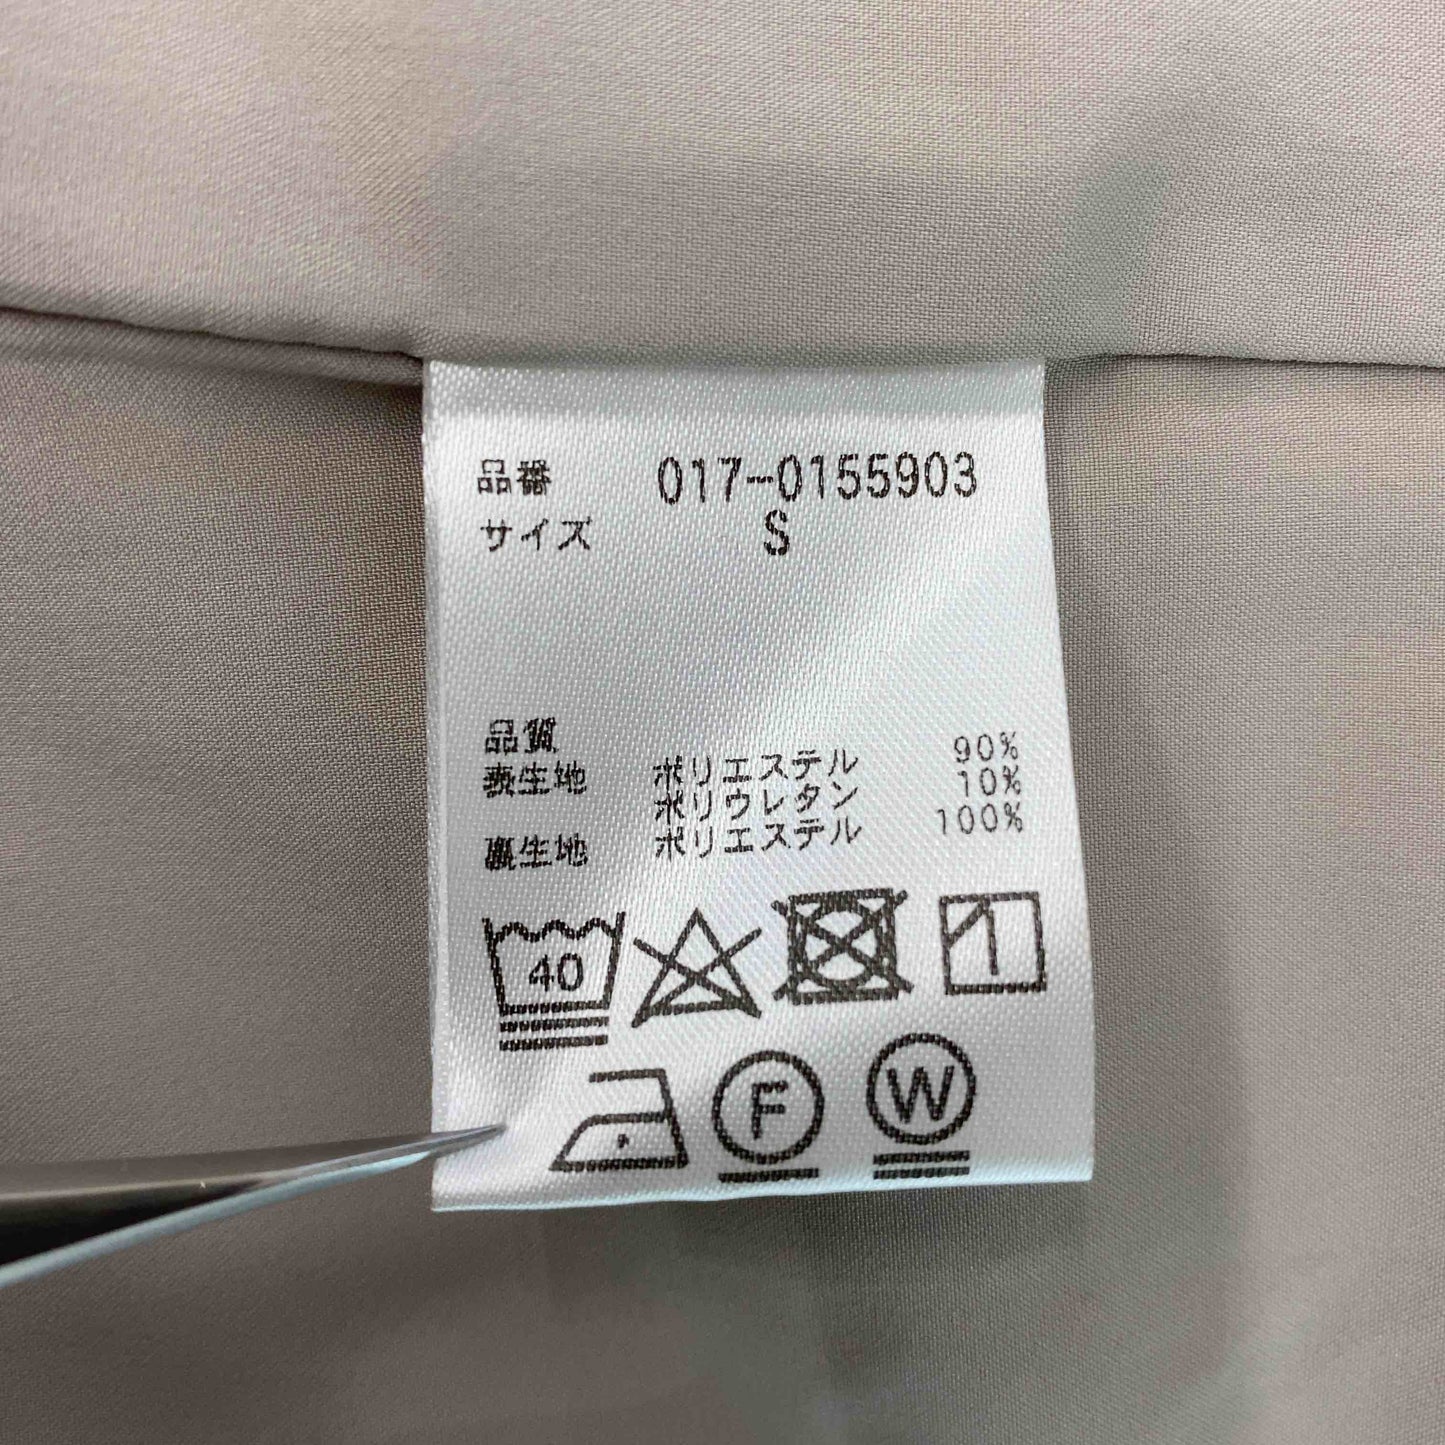 品番 017-0155903
サイズ S
品質
表生地 ポリエステル 90%
ポリウレタン 10%
裏生地 ポリエステル 100%
40
F W